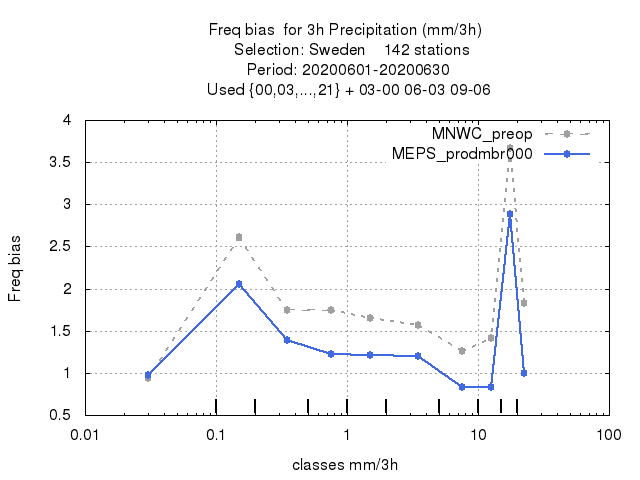 Freq bias  for 3h Precipitation (mm/3h)
Selection: Sweden    142 stations
Period: 20200601-20200630
Used {00,03,...,21} + 03-00 06-03 09-06
MNWC_preop
MEPS_prodmbr000
4
3.5
3
2.5
2
1.5
1
0.5
Freq bias
0.01
0.1
1
10
100
classes mm/3h